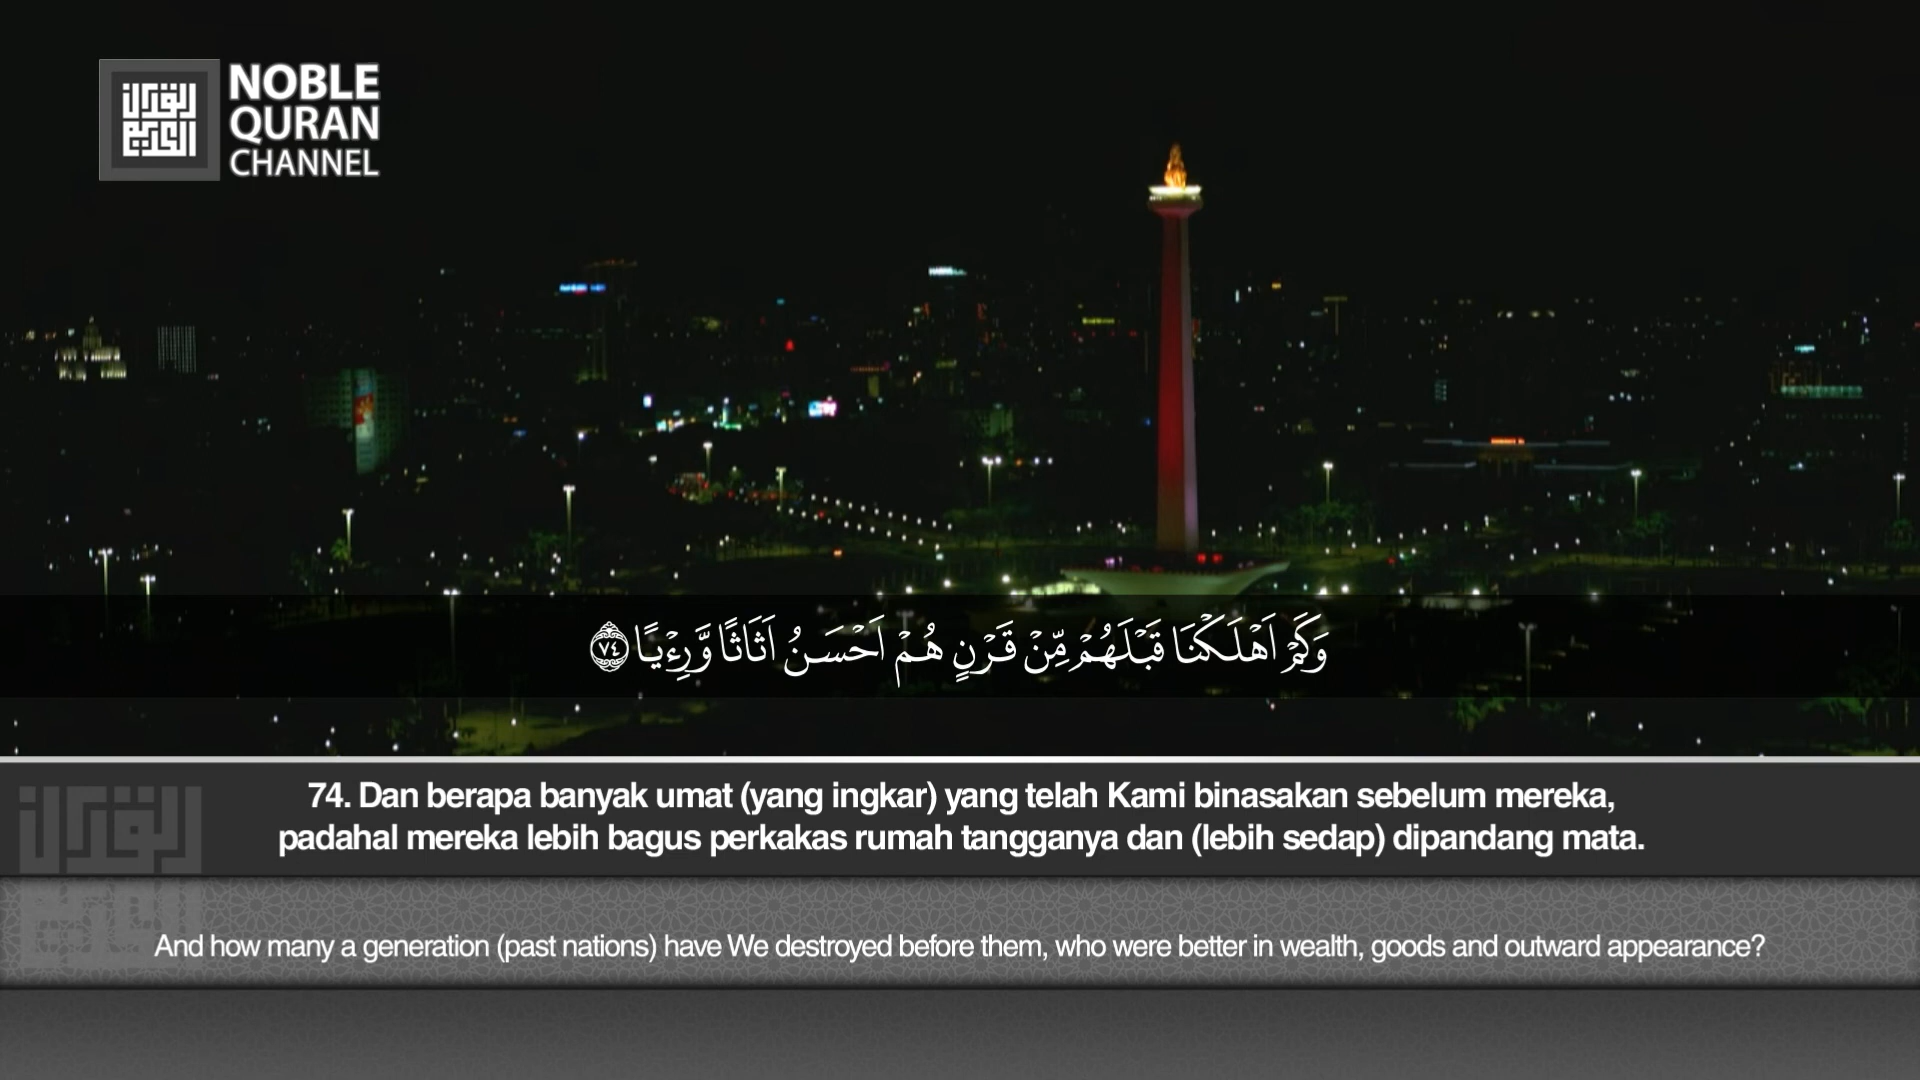 NOBLE
QURAN
CHANNEL
وَكَمْ اَهْلَكْنَا قَبْلَهُمْ مِّنْ قَرْنٍ هُمْ اَحْسَنُ اَثَاثًا وَّرِءْيًا ۝٧٤
74. Dan berapa banyak umat (yang ingkar) yang telah Kami binasakan sebelum mereka,
padahal mereka lebih bagus perkakas rumah tangganya dan (lebih sedap) dipandang mata.
And how many a generation (past nations) have We destroyed before them, who were better in wealth, goods and outward appearance?